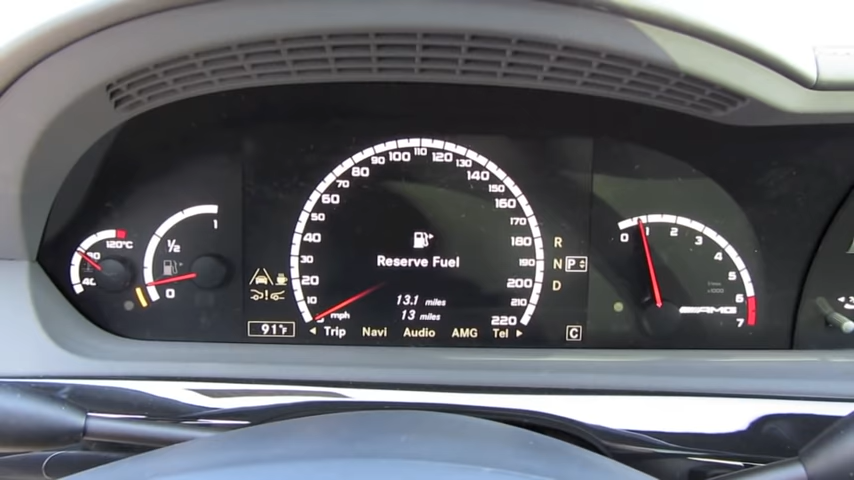 120°C
80
40
1
1/2
0
91°F
0 10 20 30 40 50 60 70 80 90 100 110 120 130 140 150 160 170 180 190 200 210 220
mph
Reserve Fuel
13.1 miles
13 miles
Trip Navi Audio AMG Tel
R
N P
D
C
0 1 2 3 4 5 6 7
x1000
AMG